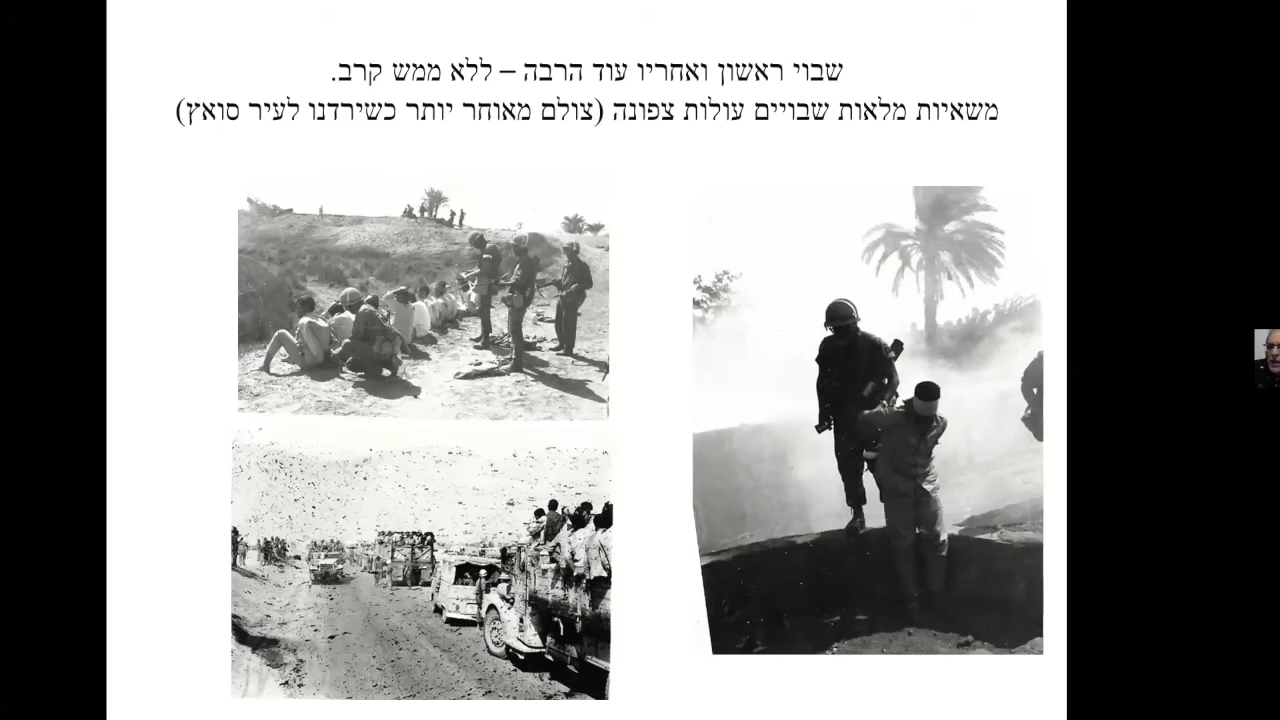 שבוי ראשון ואחריו עוד הרבה – ללא ממש קרב.
משאיות מלאות שבויים עולות צפונה (צולם מאוחר יותר כשירדנו לעיר סואץ)